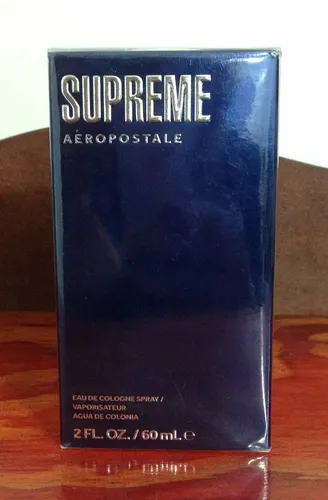 SUPREME
AÉROPOSTALE
EAU DE COLOGNE SPRAY /
VAPORISATEUR
AGUA DE COLONIA
2 FL. OZ. / 60 mL ℮